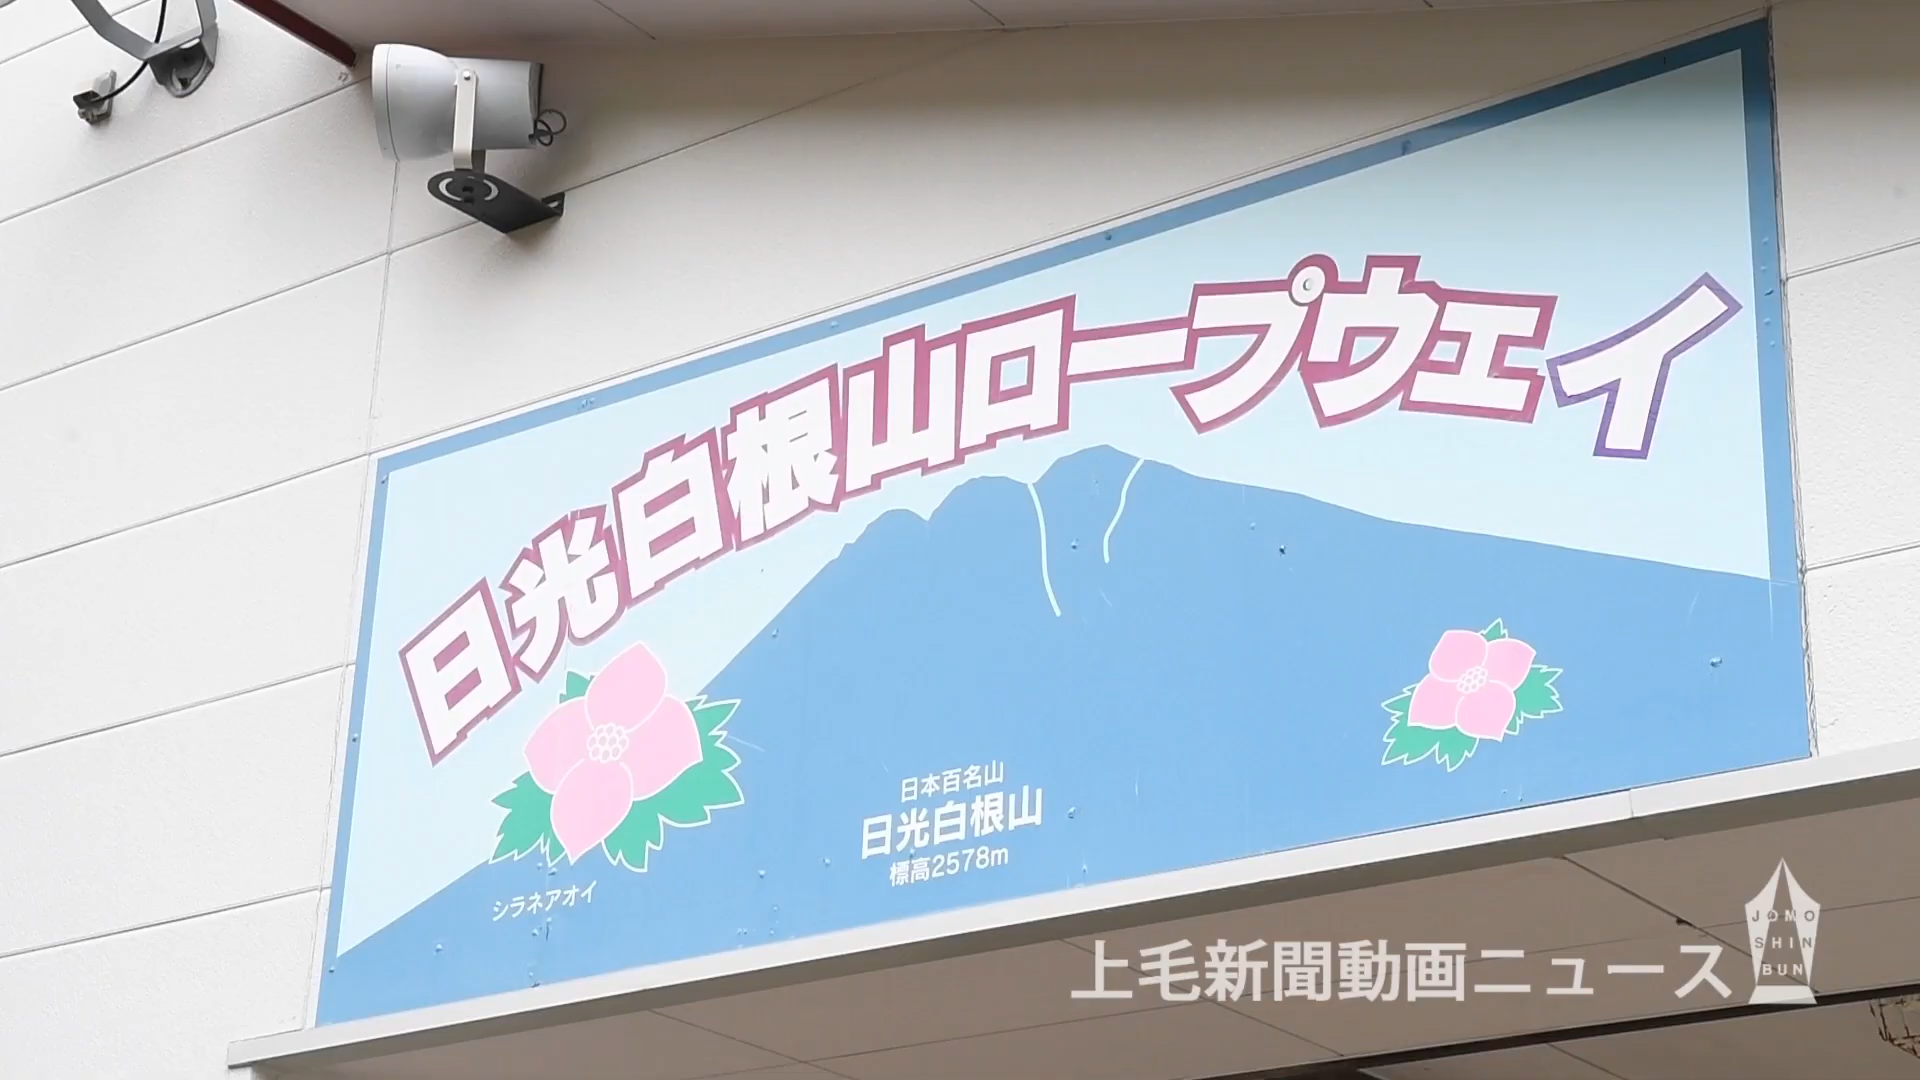 日光白根山ロープウェイ
日本百名山
日光白根山
標高2578m
シラネアオイ
上毛新聞動画ニュース
JOMO
SHIN
BUN